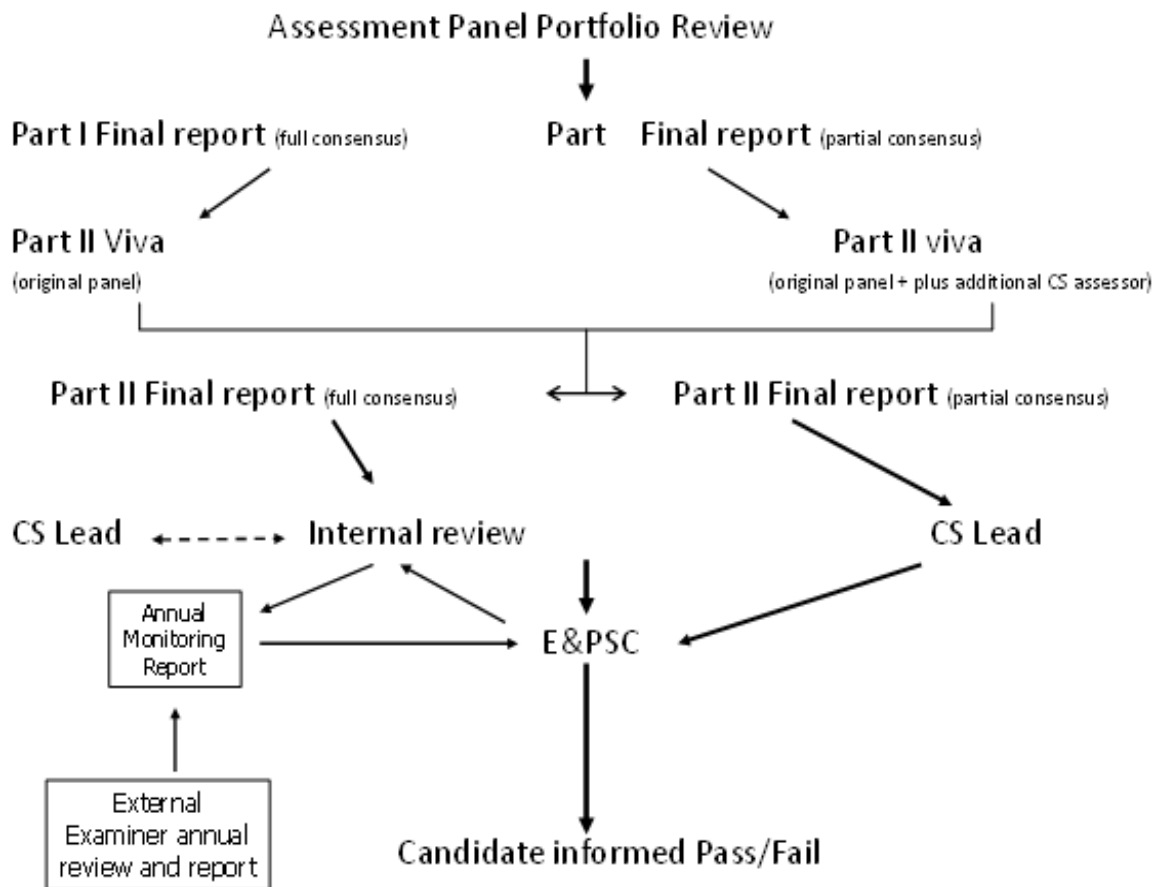 Assessment Panel Portfolio Review
Part I Final report (full consensus)
Part Final report (partial consensus)
Part II Viva
(original panel)
Part II viva
(original panel + plus additional CS assessor)
Part II Final report (full consensus)
Part II Final report (partial consensus)
CS Lead
Internal review
CS Lead
Annual
Monitoring
Report
E&PSC
External
Examiner annual
review and report
Candidate informed Pass/Fail